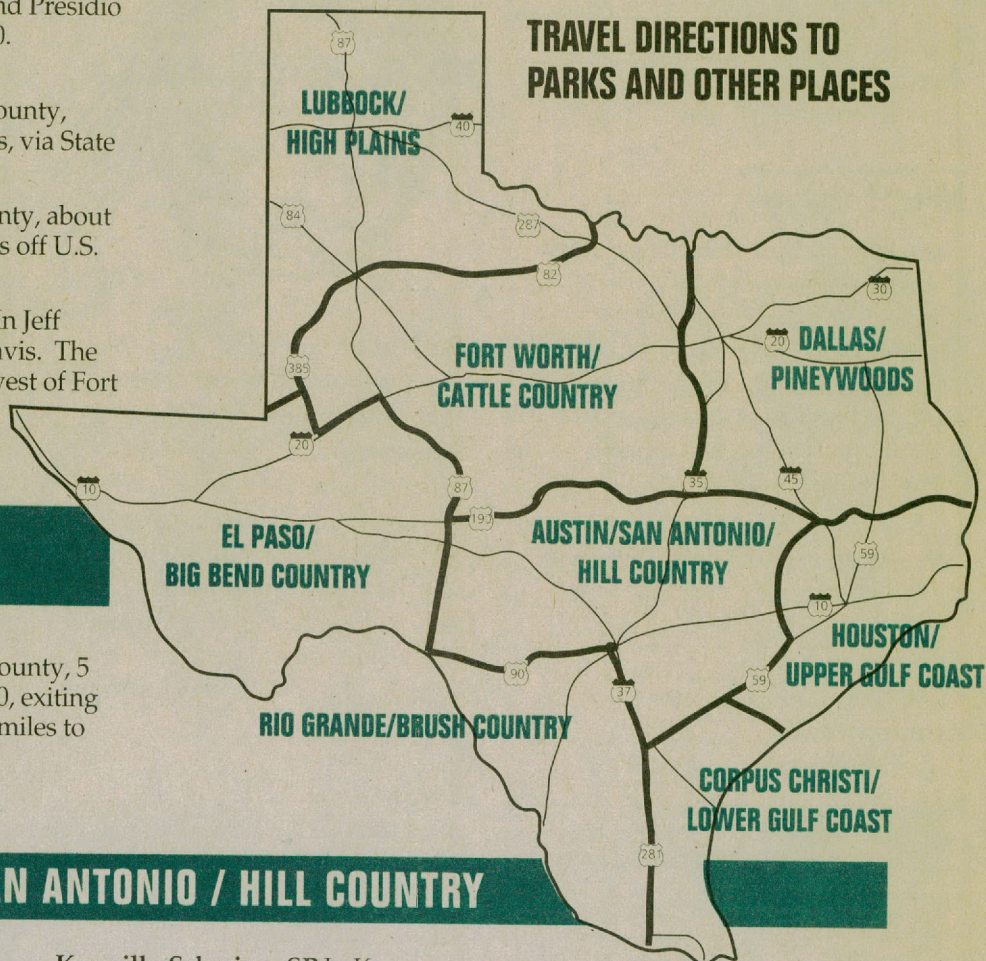 nd Presidio
0.
ounty,
s, via State
nty, about
s off U.S.
In Jeff
avis. The
vest of Fort
ounty, 5
0, exiting
miles to
TRAVEL DIRECTIONS TO
PARKS AND OTHER PLACES
87
LUBBOCK/
HIGH PLAINS
40
84
287
82
30
385
FORT WORTH/
CATTLE COUNTRY
20
DALLAS/
PINEYWOODS
20
10
87
35
45
190
EL PASO/
BIG BEND COUNTRY
AUSTIN/SAN ANTONIO/
HILL COUNTRY
59
10
HOUSTON/
UPPER GULF COAST
90
37
59
RIO GRANDE/BRUSH COUNTRY
CORPUS CHRISTI/
LOWER GULF COAST
281
N ANTONIO / HILL COUNTRY